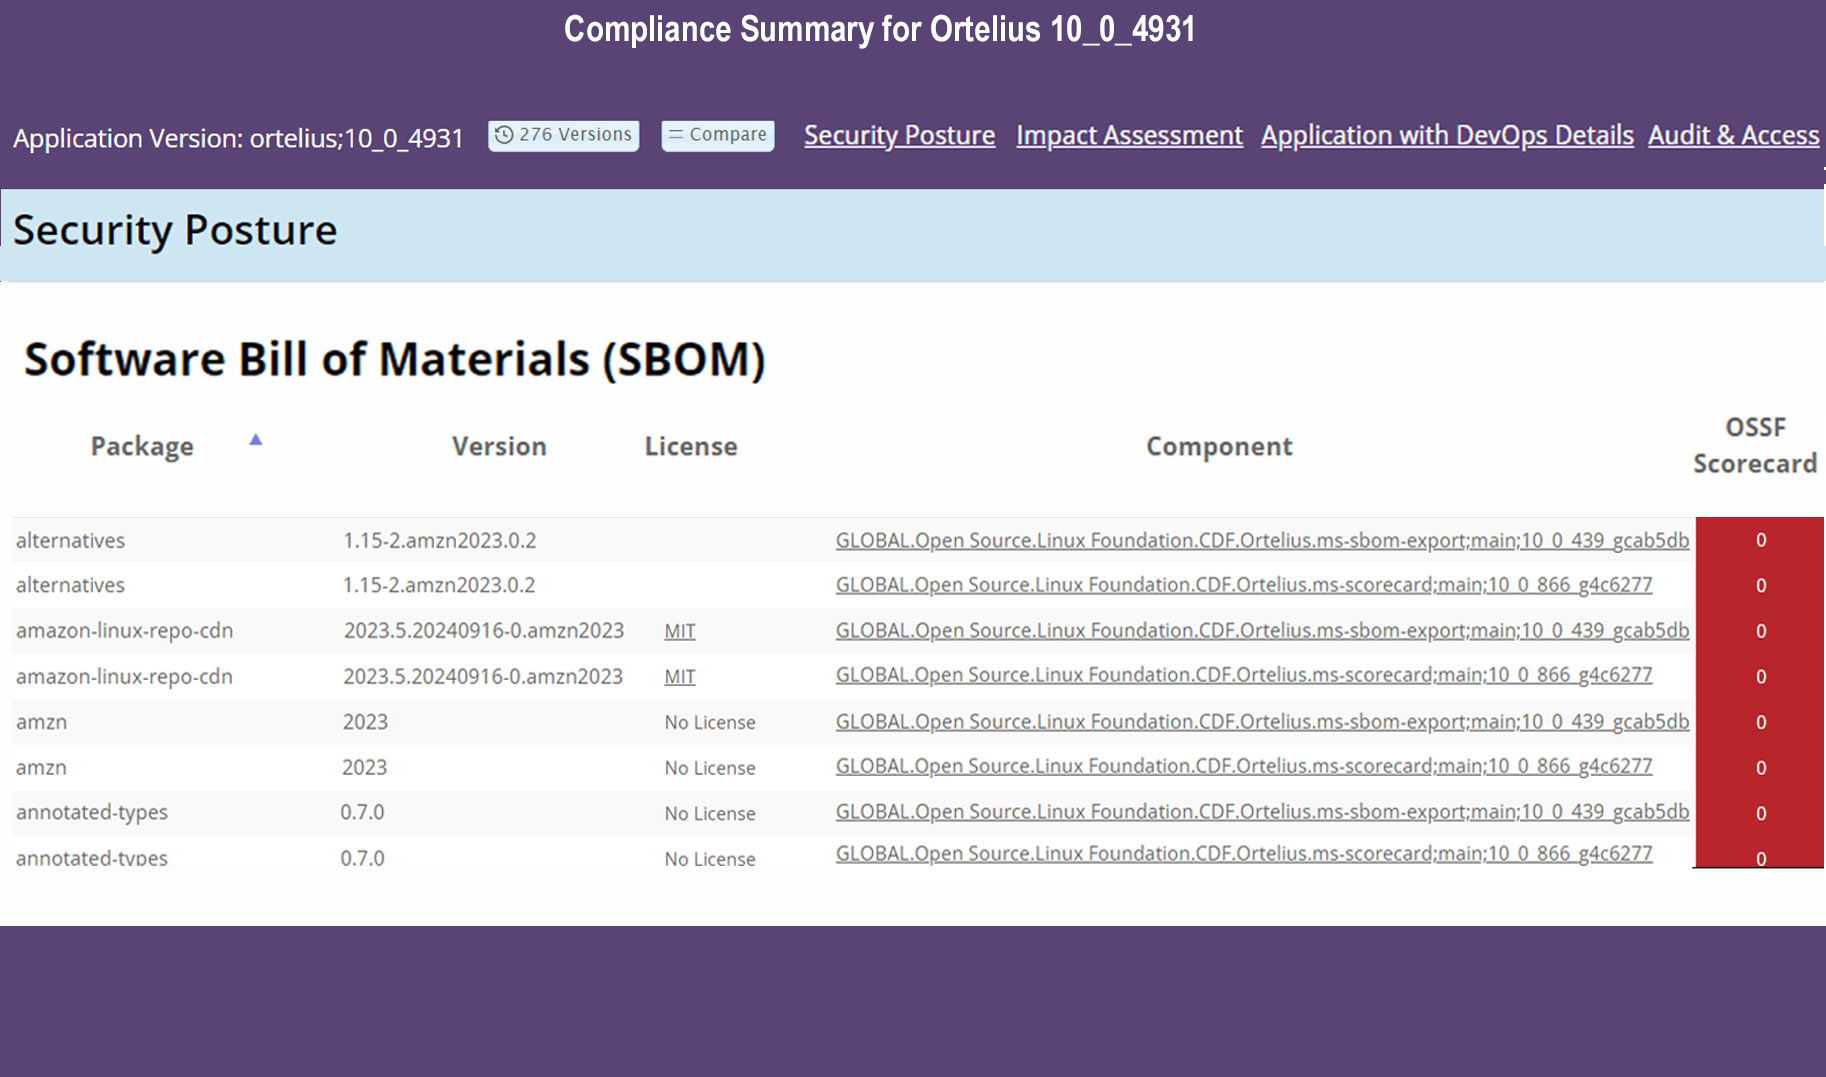 Compliance Summary for Ortelius 10_0_4931
Application Version: ortelius;10_0_4931 276 Versions Compare Security Posture Impact Assessment Application with DevOps Details Audit & Access
Security Posture
Software Bill of Materials (SBOM)
Package Version License Component OSSF Scorecard
alternatives 1.15-2.amzn2023.0.2 GLOBAL.Open Source.Linux Foundation.CDF.Ortelius.ms-sbom-export;main;10_0_439_gcab5db 0
alternatives 1.15-2.amzn2023.0.2 GLOBAL.Open Source.Linux Foundation.CDF.Ortelius.ms-scorecard;main;10_0_866_g4c6277 0
amazon-linux-repo-cdn 2023.5.20240916-0.amzn2023 MIT GLOBAL.Open Source.Linux Foundation.CDF.Ortelius.ms-sbom-export;main;10_0_439_gcab5db 0
amazon-linux-repo-cdn 2023.5.20240916-0.amzn2023 MIT GLOBAL.Open Source.Linux Foundation.CDF.Ortelius.ms-scorecard;main;10_0_866_g4c6277 0
amzn 2023 No License GLOBAL.Open Source.Linux Foundation.CDF.Ortelius.ms-sbom-export;main;10_0_439_gcab5db 0
amzn 2023 No License GLOBAL.Open Source.Linux Foundation.CDF.Ortelius.ms-scorecard;main;10_0_866_g4c6277 0
annotated-types 0.7.0 No License GLOBAL.Open Source.Linux Foundation.CDF.Ortelius.ms-sbom-export;main;10_0_439_gcab5db 0
annotated-types 0.7.0 No License GLOBAL.Open Source.Linux Foundation.CDF.Ortelius.ms-scorecard;main;10_0_866_g4c6277 0